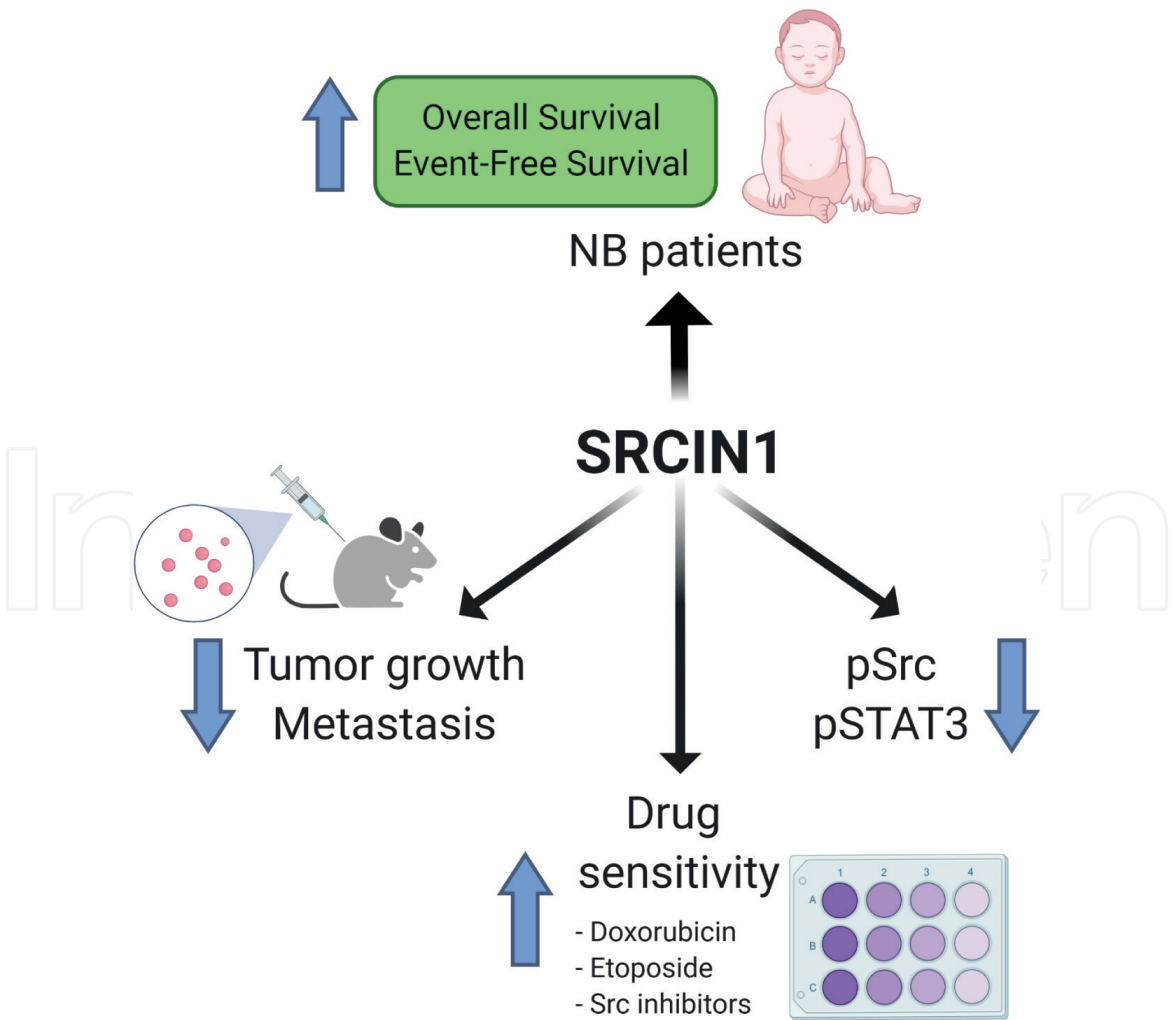 Overall Survival
Event-Free Survival
NB patients
SRCIN1
Tumor growth
Metastasis
pSrc
pSTAT3
Drug
sensitivity
- Doxorubicin
- Etoposide
- Src inhibitors
1 2 3 4
A
B
C